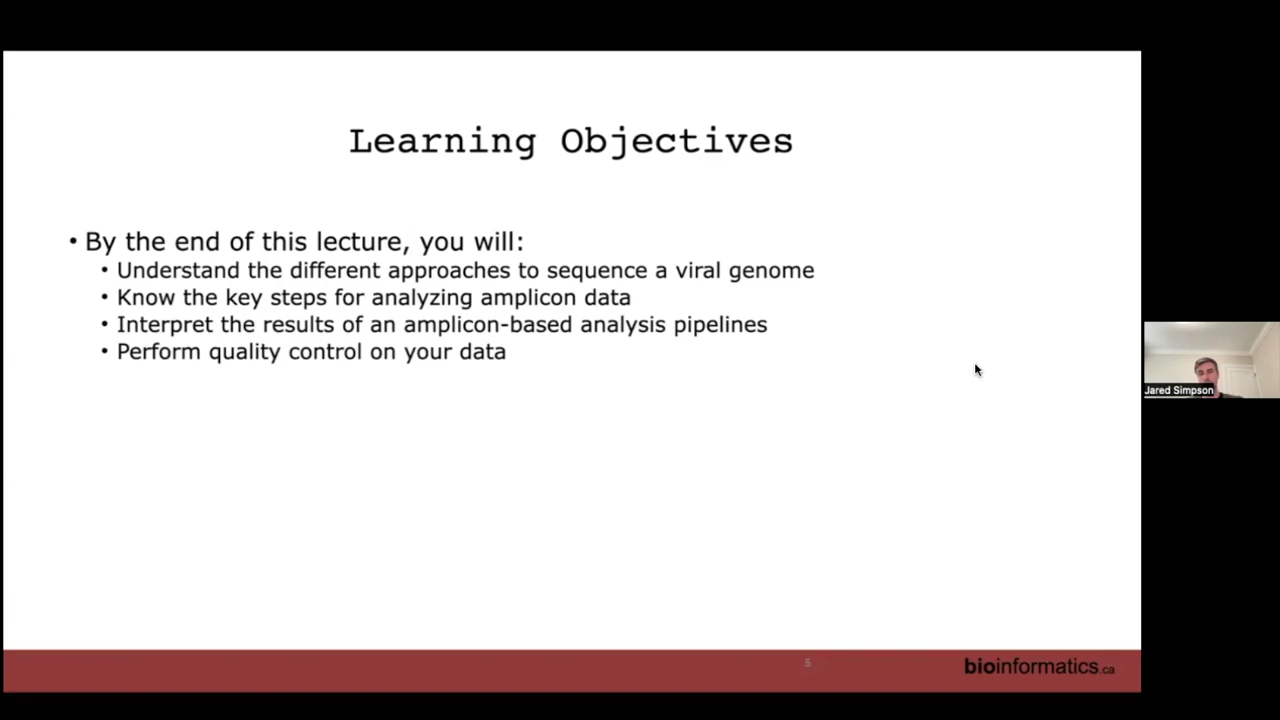 Learning Objectives
• By the end of this lecture, you will:
• Understand the different approaches to sequence a viral genome
• Know the key steps for analyzing amplicon data
• Interpret the results of an amplicon-based analysis pipelines
• Perform quality control on your data
Jared Simpson
5
bioinformatics.ca